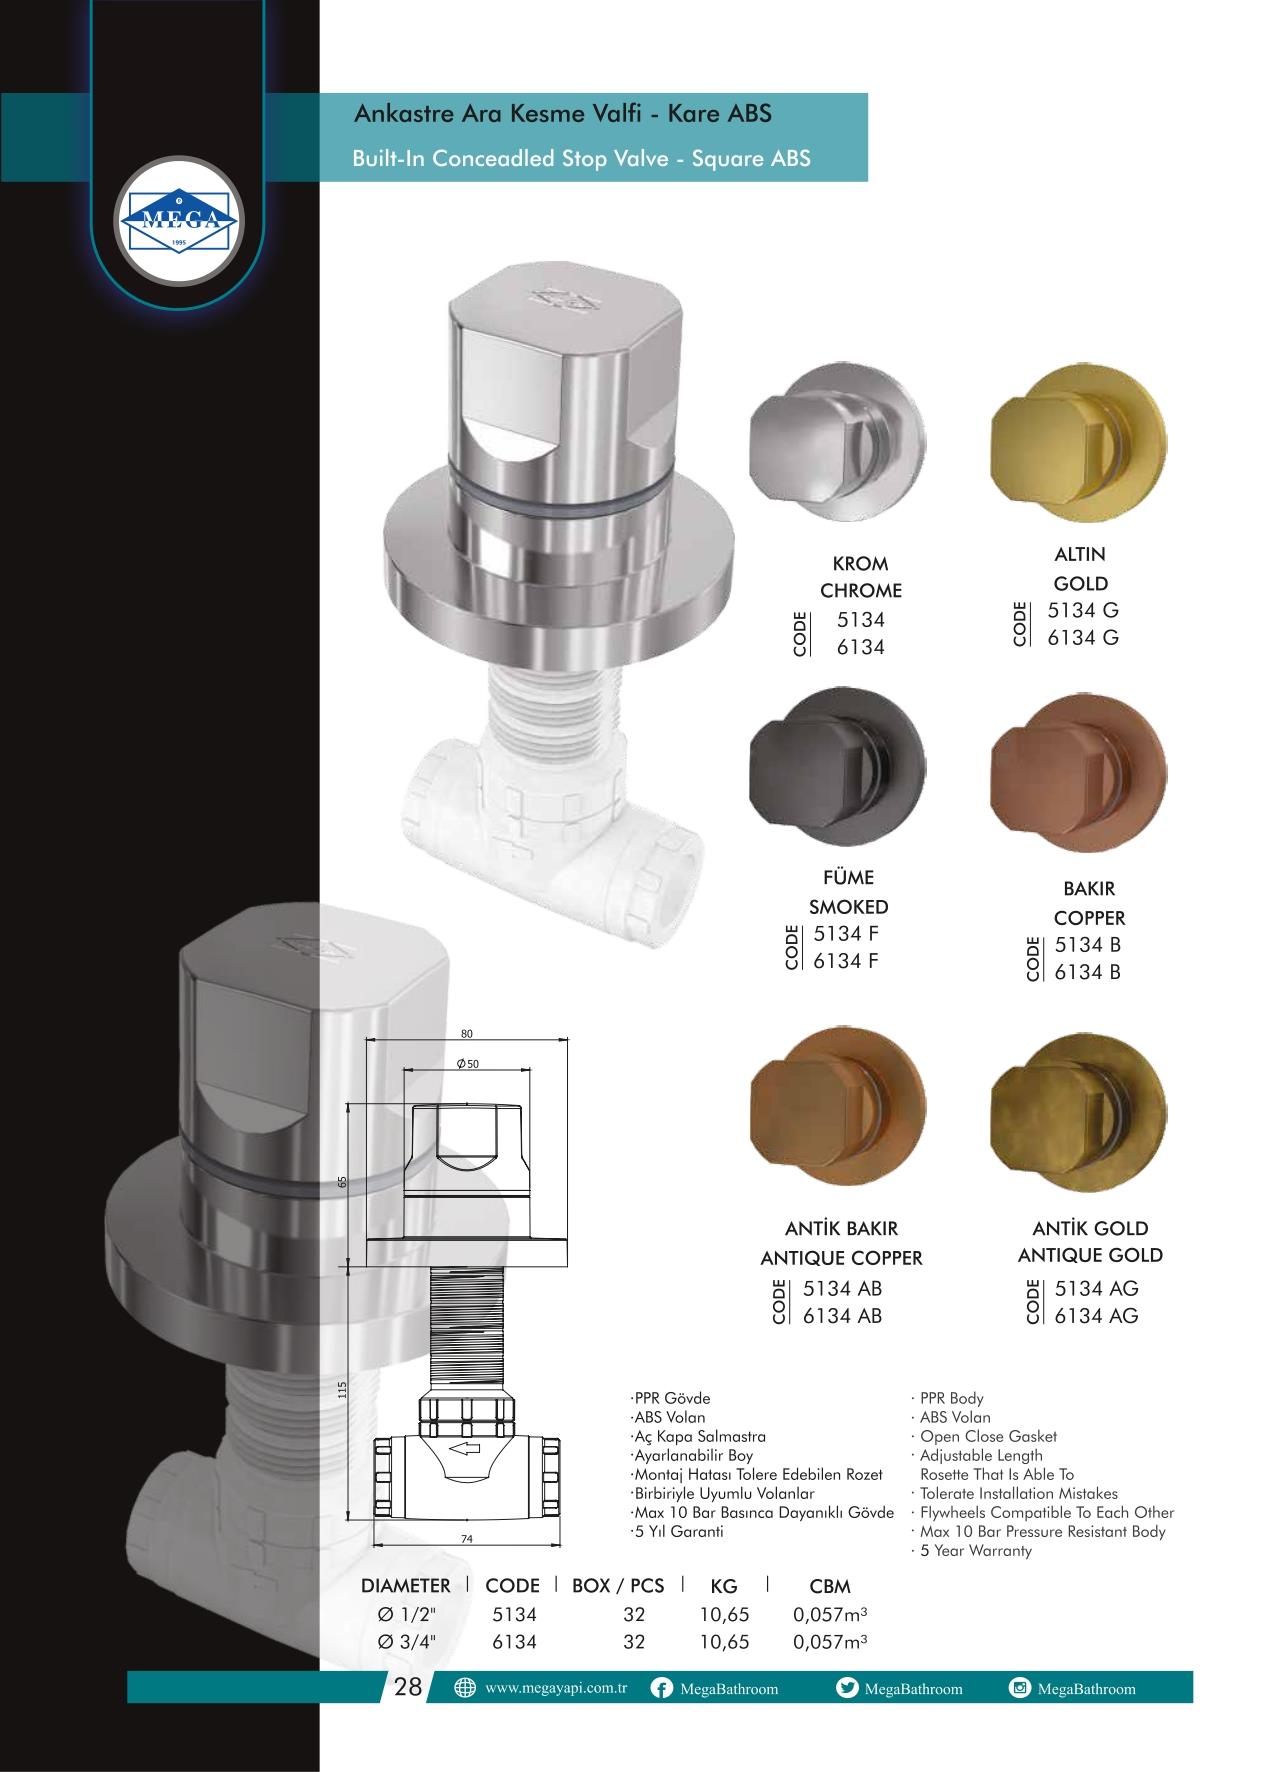 Ankastre Ara Kesme Valfi - Kare ABS
Built-In Conceadled Stop Valve - Square ABS
MEGA
1995
KROM
CHROME
CODE
5134
6134
ALTIN
GOLD
CODE
5134 G
6134 G
FÜME
SMOKED
CODE
5134 F
6134 F
BAKIR
COPPER
CODE
5134 B
6134 B
ANTİK BAKIR
ANTIQUE COPPER
CODE
5134 AB
6134 AB
ANTİK GOLD
ANTIQUE GOLD
CODE
5134 AG
6134 AG
80
Ø50
65
115
74
·PPR Gövde
·ABS Volan
·Aç Kapa Salmastra
·Ayarlanabilir Boy
·Montaj Hatası Tolere Edebilen Rozet
·Birbiriyle Uyumlu Volanlar
·Max 10 Bar Basınca Dayanıklı Gövde
·5 Yıl Garanti
· PPR Body
· ABS Volan
· Open Close Gasket
· Adjustable Length
Rosette That Is Able To
· Tolerate Installation Mistakes
· Flywheels Compatible To Each Other
· Max 10 Bar Pressure Resistant Body
· 5 Year Warranty
DIAMETER | CODE | BOX / PCS | KG | CBM
Ø 1/2" 5134 32 10,65 0,057m³
Ø 3/4" 6134 32 10,65 0,057m³
28 www.megayapi.com.tr MegaBathroom MegaBathroom MegaBathroom